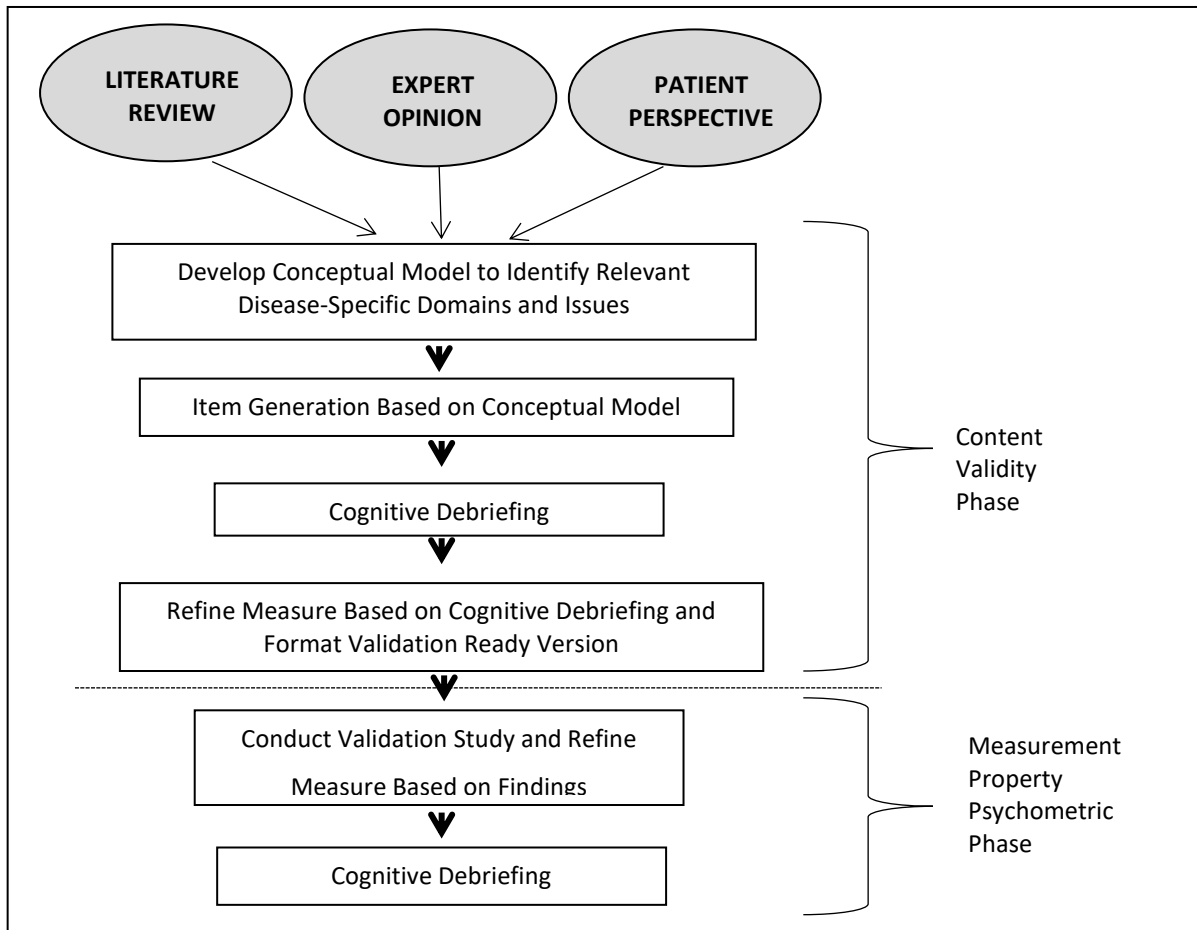 LITERATURE
REVIEW
EXPERT
OPINION
PATIENT
PERSPECTIVE
Develop Conceptual Model to Identify Relevant
Disease-Specific Domains and Issues
Item Generation Based on Conceptual Model
Cognitive Debriefing
Refine Measure Based on Cognitive Debriefing and
Format Validation Ready Version
Content
Validity
Phase
Conduct Validation Study and Refine
Measure Based on Findings
Cognitive Debriefing
Measurement
Property
Psychometric
Phase